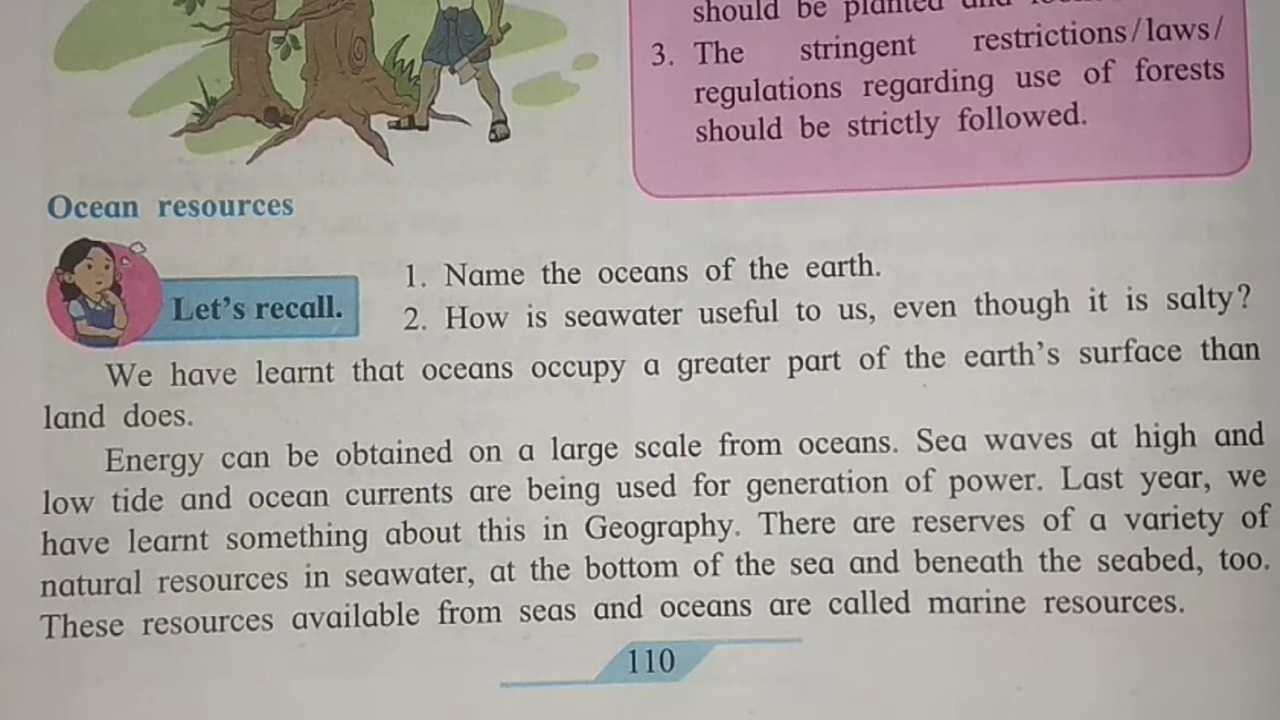 should be planted and
3. The stringent restrictions/laws/
regulations regarding use of forests
should be strictly followed.
Ocean resources
Let's recall.
1. Name the oceans of the earth.
2. How is seawater useful to us, even though it is salty?
We have learnt that oceans occupy a greater part of the earth's surface than
land does.
Energy can be obtained on a large scale from oceans. Sea waves at high and
low tide and ocean currents are being used for generation of power. Last year, we
have learnt something about this in Geography. There are reserves of a variety of
natural resources in seawater, at the bottom of the sea and beneath the seabed, too.
These resources available from seas and oceans are called marine resources.
110